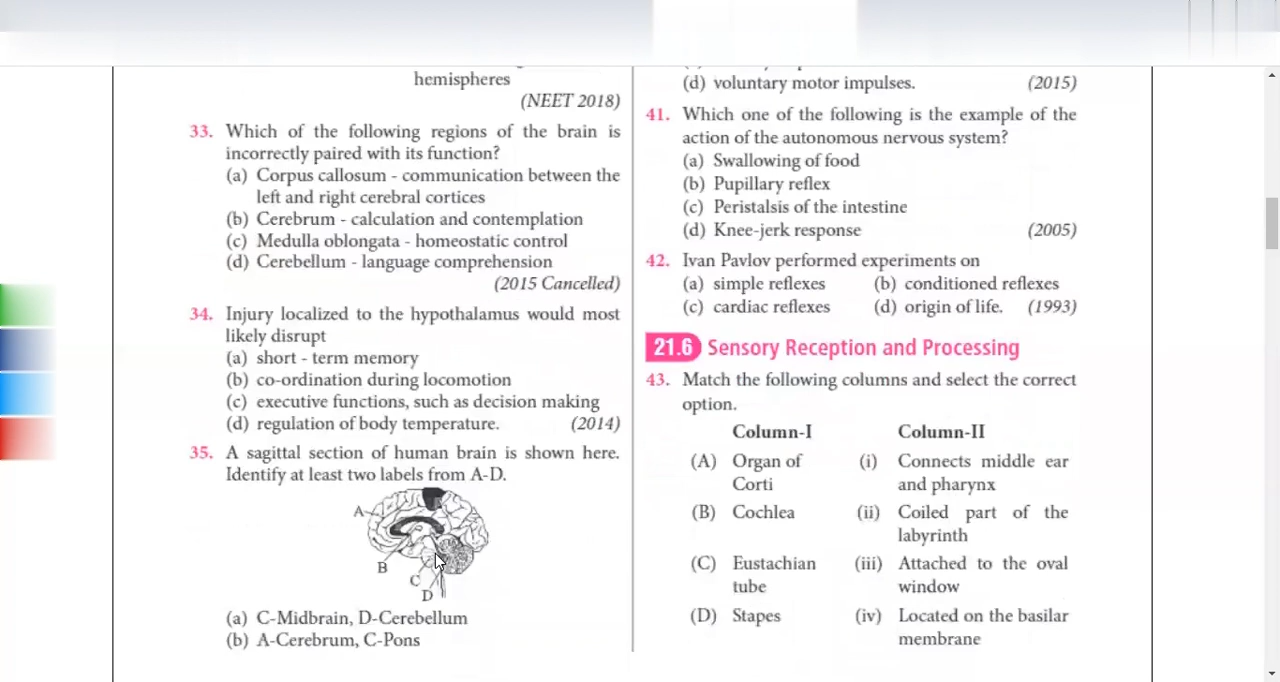 hemispheres
(NEET 2018)
33. Which of the following regions of the brain is
incorrectly paired with its function?
(a) Corpus callosum - communication between the
left and right cerebral cortices
(b) Cerebrum - calculation and contemplation
(c) Medulla oblongata - homeostatic control
(d) Cerebellum - language comprehension
(2015 Cancelled)
34. Injury localized to the hypothalamus would most
likely disrupt
(a) short - term memory
(b) co-ordination during locomotion
(c) executive functions, such as decision making
(d) regulation of body temperature. (2014)
35. A sagittal section of human brain is shown here.
Identify at least two labels from A-D.
A
B
C
D
(a) C-Midbrain, D-Cerebellum
(b) A-Cerebrum, C-Pons
(d) voluntary motor impulses. (2015)
41. Which one of the following is the example of the
action of the autonomous nervous system?
(a) Swallowing of food
(b) Pupillary reflex
(c) Peristalsis of the intestine
(d) Knee-jerk response (2005)
42. Ivan Pavlov performed experiments on
(a) simple reflexes (b) conditioned reflexes
(c) cardiac reflexes (d) origin of life. (1993)
21.6 Sensory Reception and Processing
43. Match the following columns and select the correct
option.
Column-I Column-II
(A) Organ of (i) Connects middle ear
Corti and pharynx
(B) Cochlea (ii) Coiled part of the
labyrinth
(C) Eustachian (iii) Attached to the oval
tube window
(D) Stapes (iv) Located on the basilar
membrane